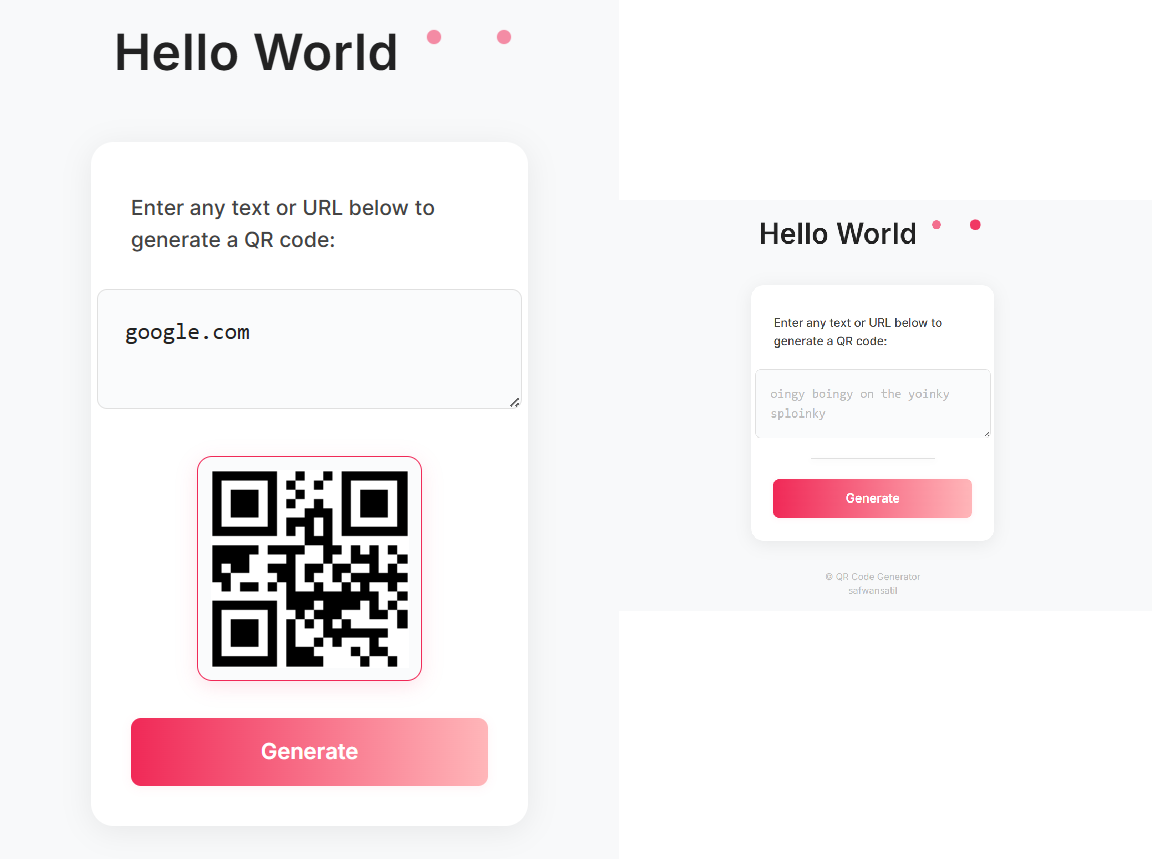 Hello World
Enter any text or URL below to
generate a QR code:
google.com
Generate
Hello World
Enter any text or URL below to
generate a QR code:
oingy boingy on the yoinky
sploinky
Generate
© QR Code Generator
safwansatil